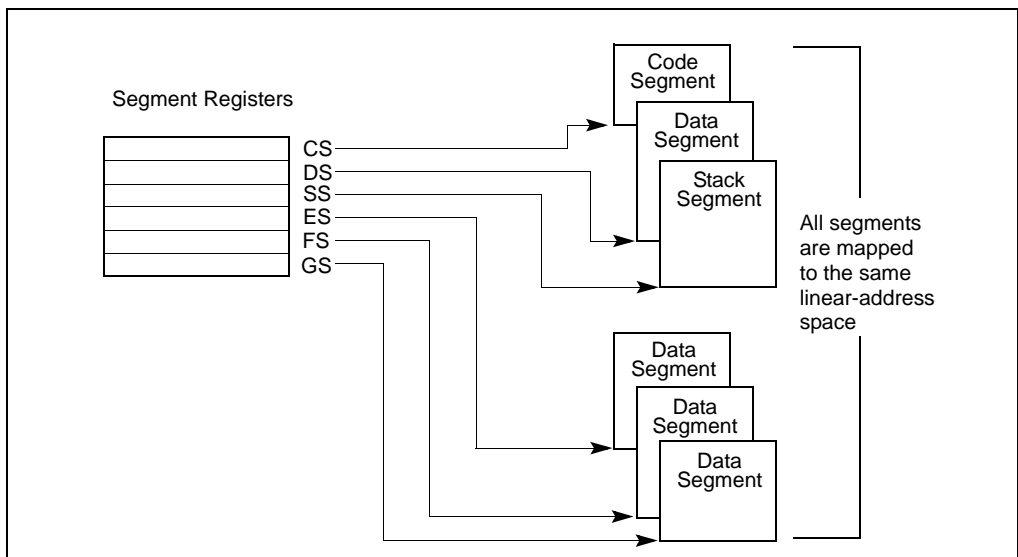 Segment Registers
CS
DS
SS
ES
FS
GS
Code
Segment
Data
Segment
Stack
Segment
Data
Segment
Data
Segment
Data
Segment
All segments
are mapped
to the same
linear-address
space